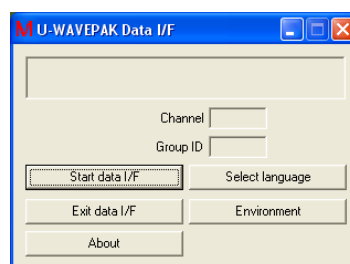 M U-WAVEPAK Data I/F
Channel
Group ID
Start data I/F Select language
Exit data I/F Environment
About